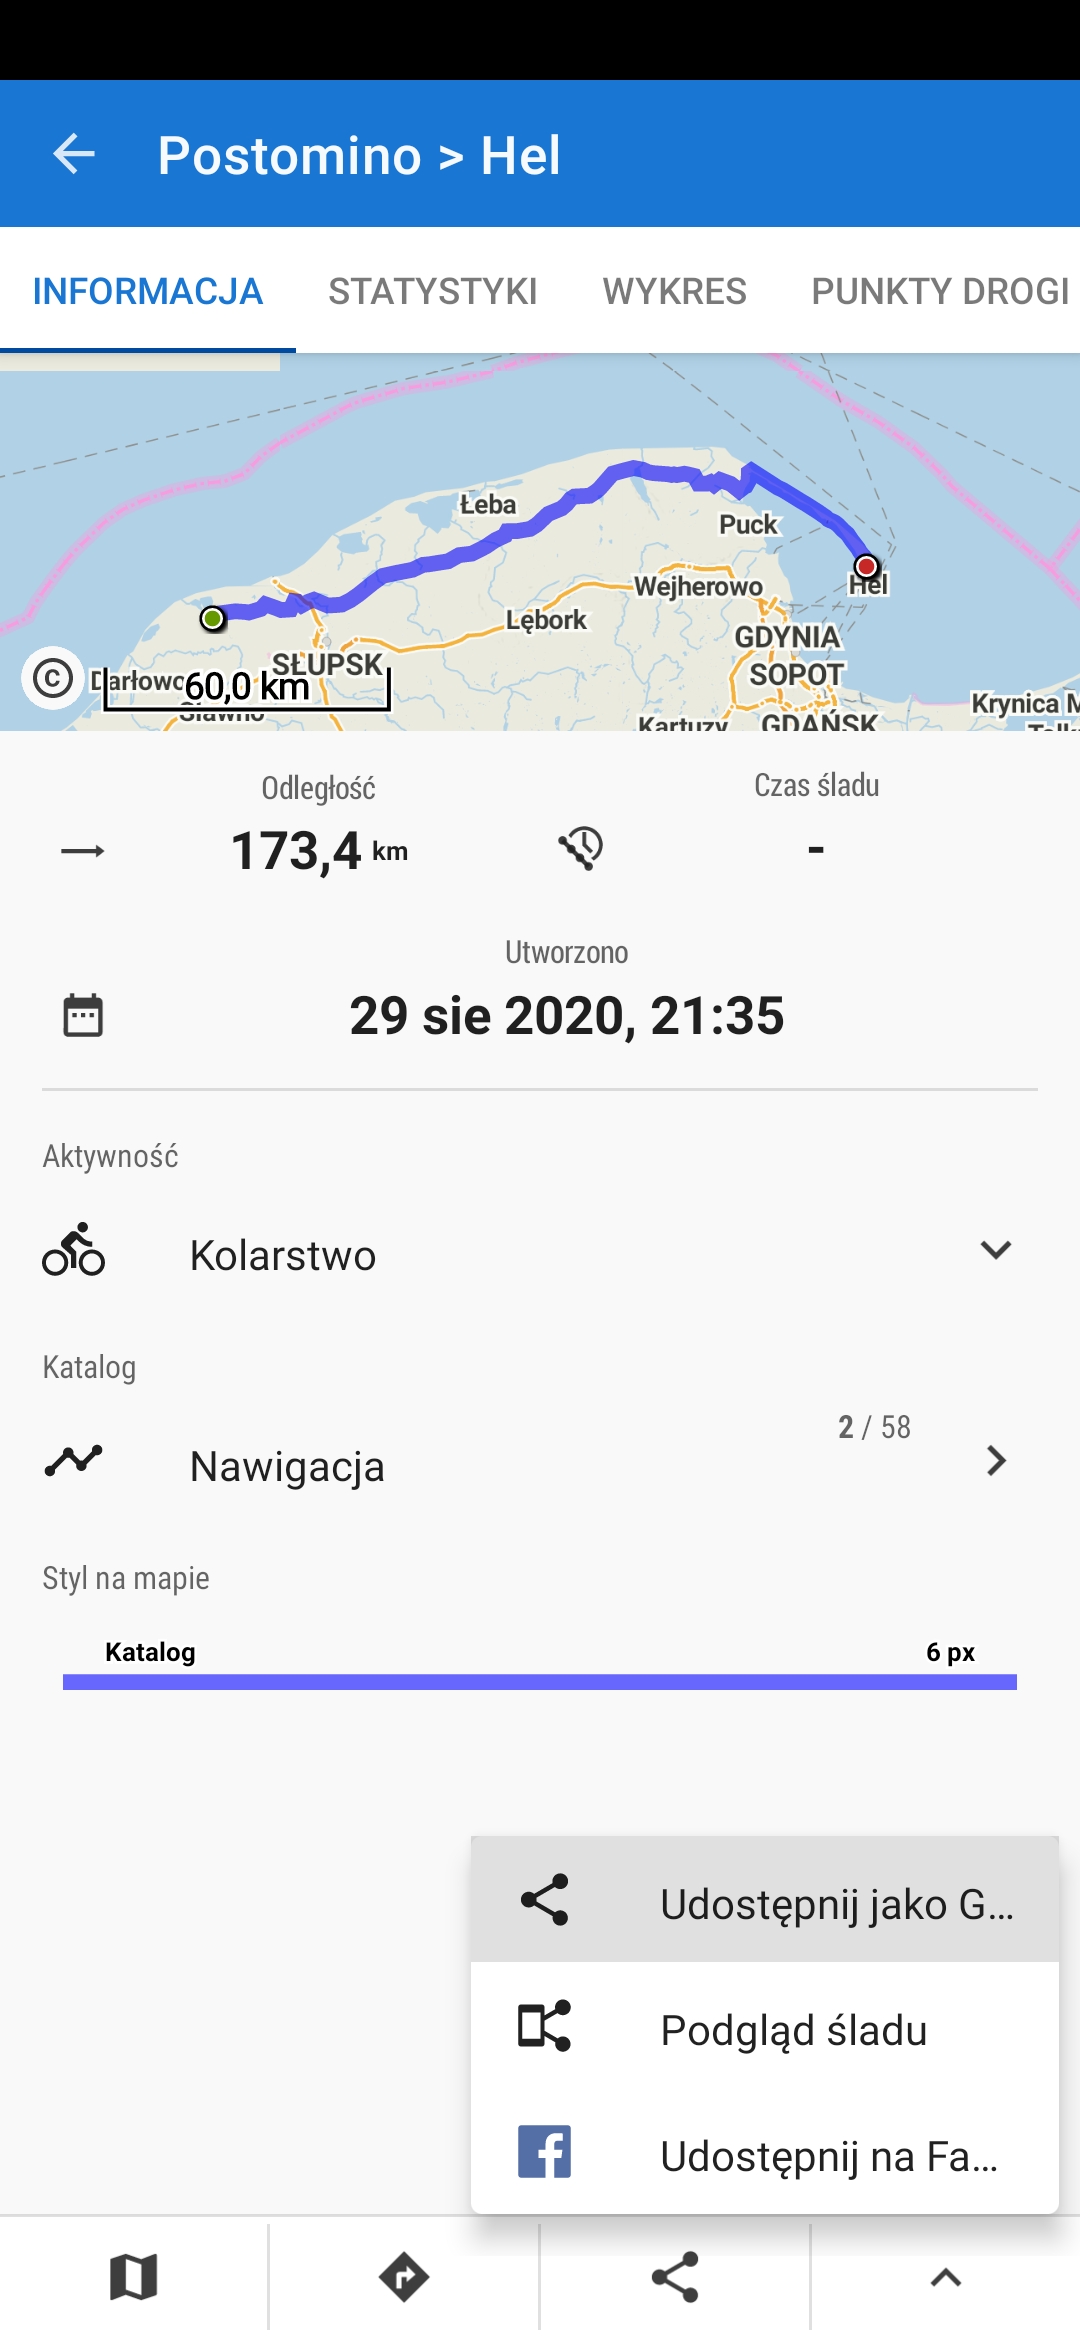 Postomino > Hel
INFORMACJA STATYSTYKI WYKRES PUNKTY DROGI
Łeba
Puck
Wejherowo
Hel
Lębork
GDYNIA
SŁUPSK
SOPOT
Darłowo
60,0 km
Krynica M
Sławno
Kartuzy
GDAŃSK
Odległość
Czas śladu
173,4 km
-
Utworzono
29 sie 2020, 21:35
Aktywność
Kolarstwo
Katalog
2 / 58
Nawigacja
Styl na mapie
Katalog
6 px
Udostępnij jako G...
Podgląd śladu
Udostępnij na Fa...